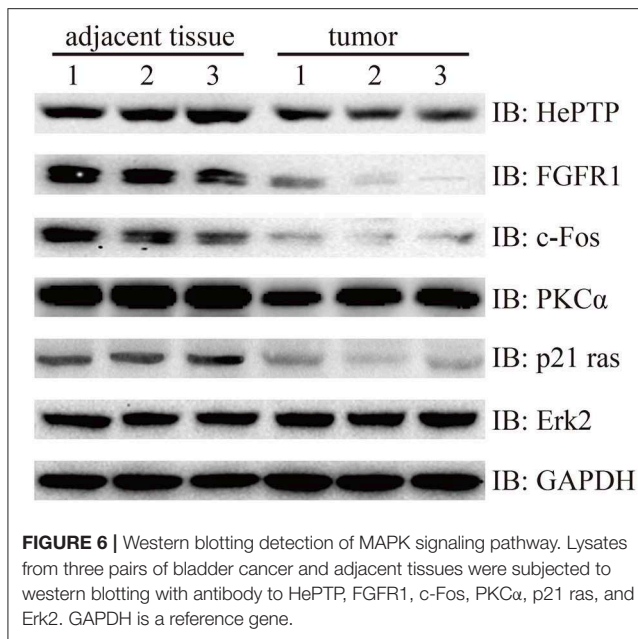 adjacent tissue tumor
1 2 3 1 2 3
IB: HePTP
IB: FGFR1
IB: c-Fos
IB: PKCα
IB: p21 ras
IB: Erk2
IB: GAPDH
FIGURE 6 | Western blotting detection of MAPK signaling pathway. Lysates
from three pairs of bladder cancer and adjacent tissues were subjected to
western blotting with antibody to HePTP, FGFR1, c-Fos, PKCα, p21 ras, and
Erk2. GAPDH is a reference gene.